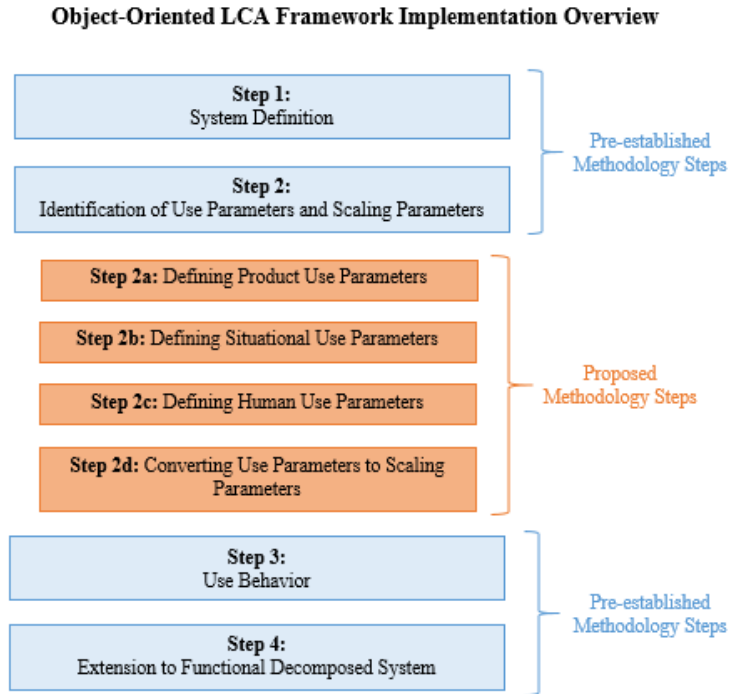 Object-Oriented LCA Framework Implementation Overview
Step 1:
System Definition
Step 2:
Identification of Use Parameters and Scaling Parameters
Pre-established
Methodology Steps
Step 2a: Defining Product Use Parameters
Step 2b: Defining Situational Use Parameters
Step 2c: Defining Human Use Parameters
Step 2d: Converting Use Parameters to Scaling
Parameters
Proposed
Methodology Steps
Step 3:
Use Behavior
Step 4:
Extension to Functional Decomposed System
Pre-established
Methodology Steps